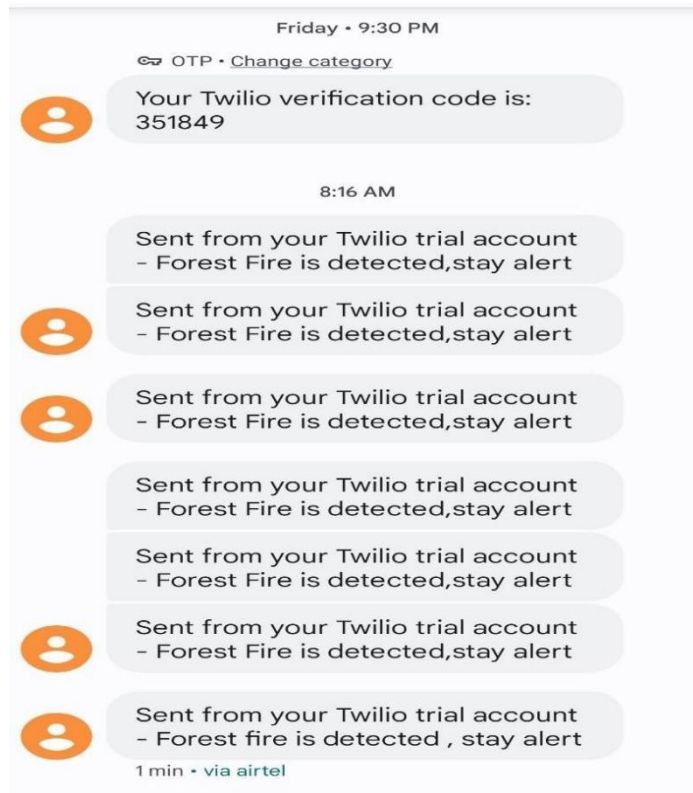 Friday • 9:30 PM
OTP • Change category
Your Twilio verification code is:
351849
8:16 AM
Sent from your Twilio trial account
- Forest Fire is detected,stay alert
Sent from your Twilio trial account
- Forest Fire is detected,stay alert
Sent from your Twilio trial account
- Forest Fire is detected,stay alert
Sent from your Twilio trial account
- Forest Fire is detected,stay alert
Sent from your Twilio trial account
- Forest Fire is detected,stay alert
Sent from your Twilio trial account
- Forest Fire is detected,stay alert
Sent from your Twilio trial account
- Forest fire is detected , stay alert
1 min • via airtel